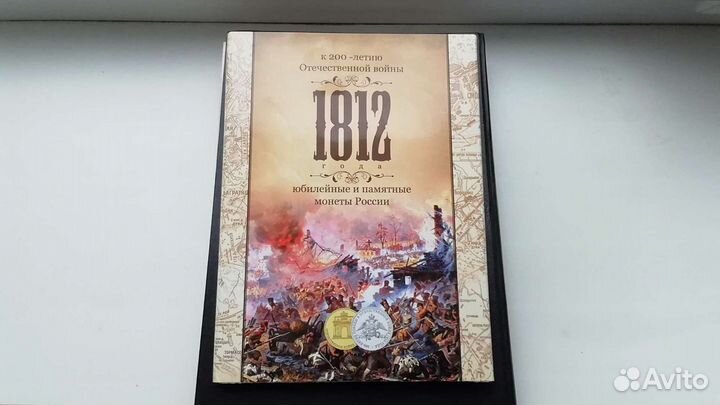 к 200 -летию
Отечественной войны
1812
года
юбилейные и памятные
монеты России
Avito